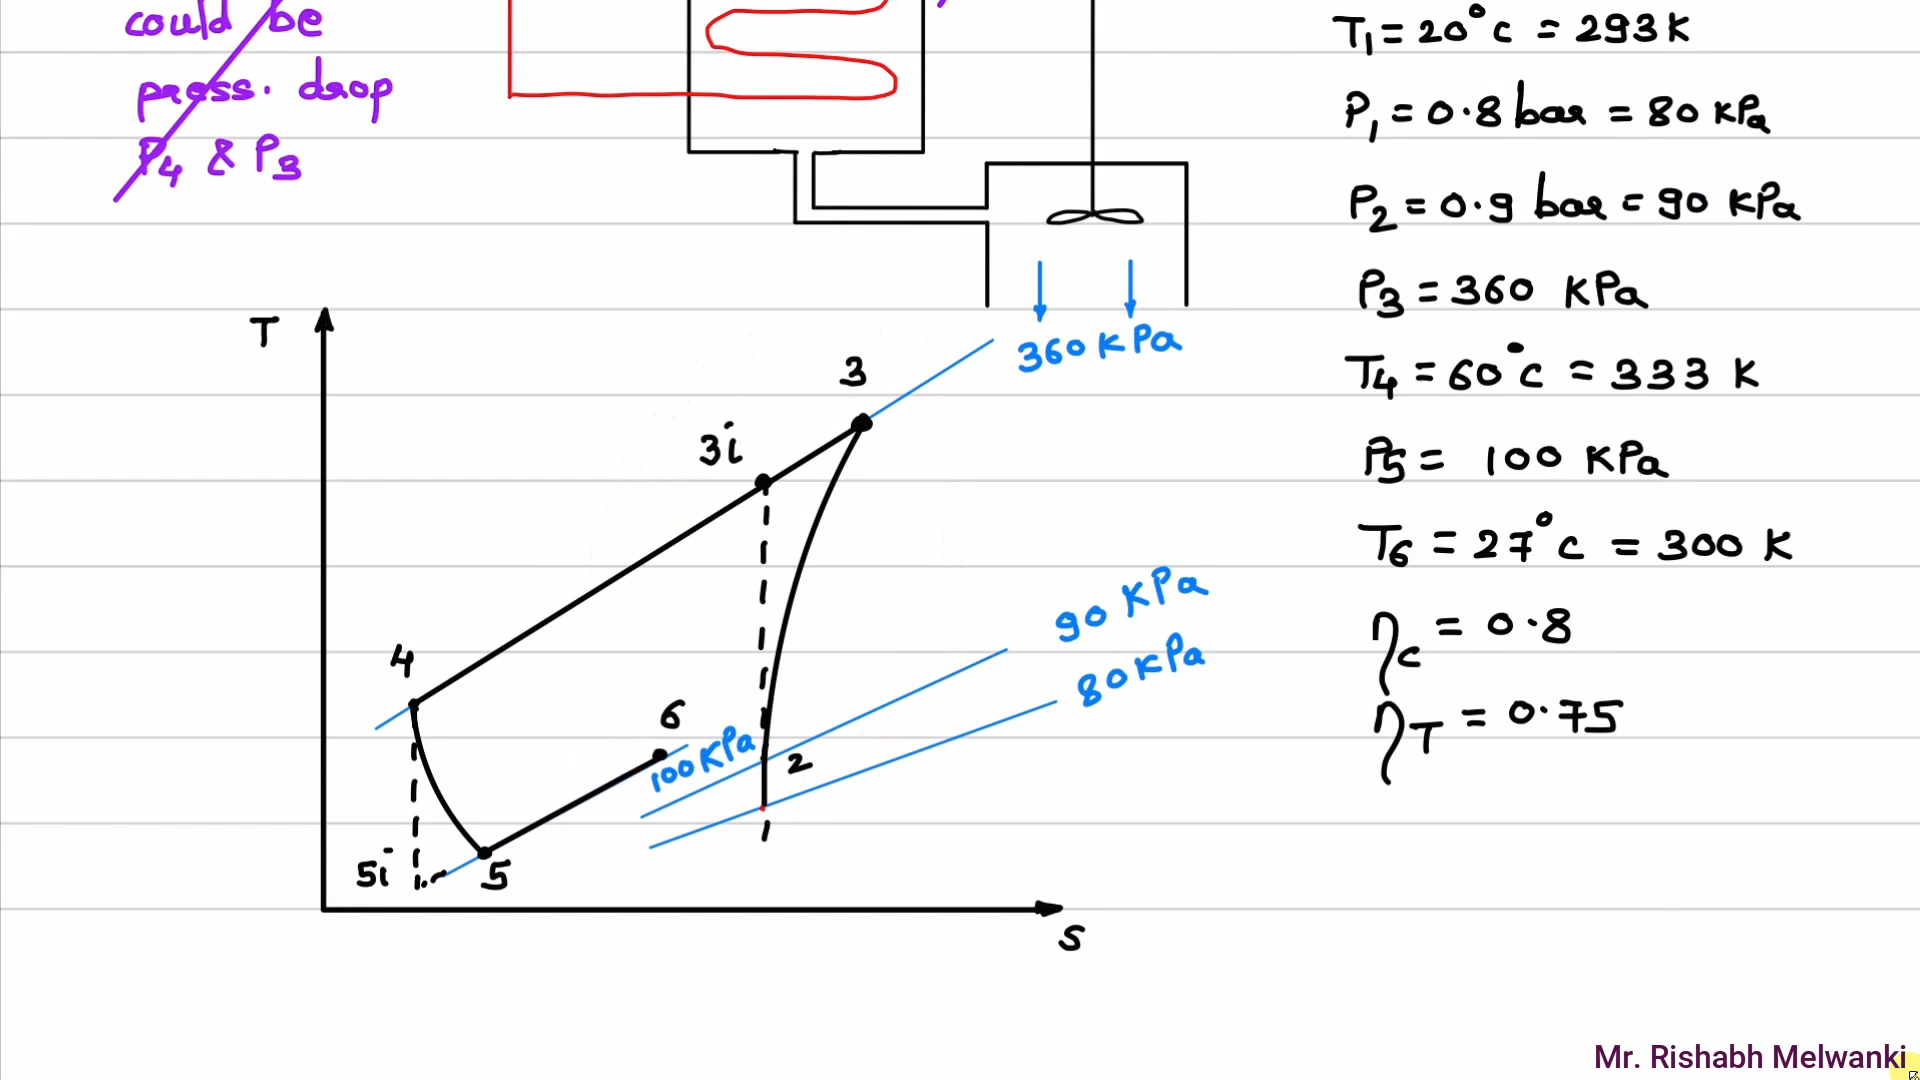 could be
press. drop
P4 & P3
T1 = 20°c = 293 K
P1 = 0.8 bar = 80 KPa
P2 = 0.9 bar = 90 KPa
P3 = 360 KPa
T4 = 60°c = 333 K
P5 = 100 KPa
T6 = 27°c = 300 K
ηc = 0.8
ηT = 0.75
T
360 KPa
3
3i
90 KPa
80 KPa
4
6
100 KPa
2
5i
5
S
Mr. Rishabh Melwanki